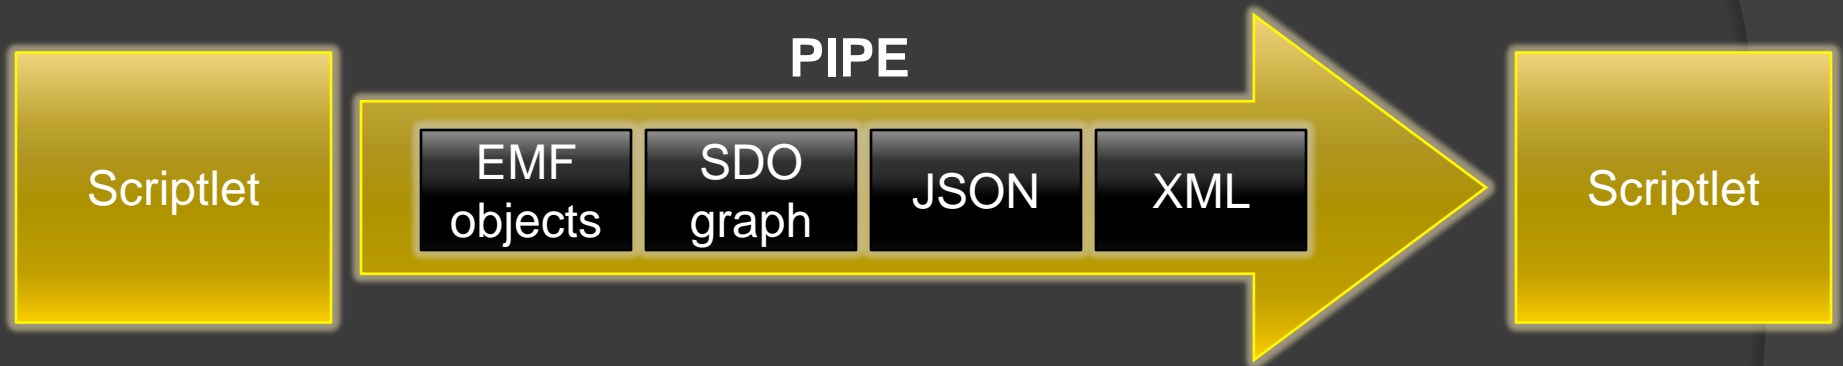 PIPE
Scriptlet
EMF
objects
SDO
graph
JSON
XML
Scriptlet